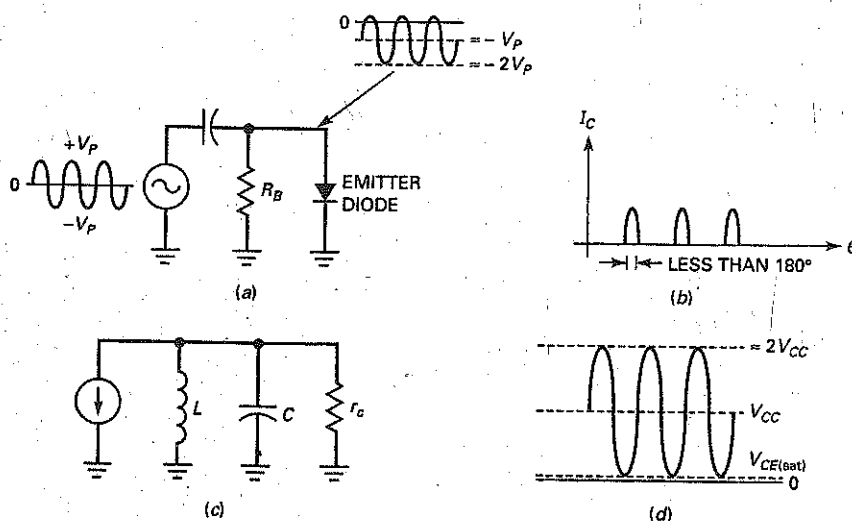 0
≈ – V_P
≈ – 2V_P
+V_P
0
–V_P
R_B
EMITTER
DIODE
(a)
I_C
θ
LESS THAN 180°
(b)
L
C
r_c
(c)
≈ 2V_CC
V_CC
V_CE(sat)
0
(d)